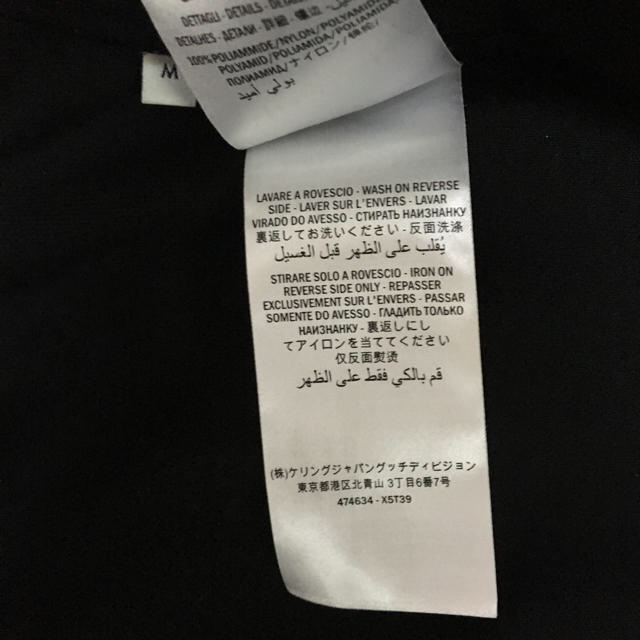 DETTAGLI - DETAILS - DETA
DETALHES - ДЕТАЛИ - 詳細 -
100% POLIAMMIDE/NYLON/POLYAMIDE
POLYAMID/POLIAMIDA/POLIAMIDA/
ПОЛИАМИД/ナイロン/
بولي أميد
M
LAVARE A ROVESCIO - WASH ON REVERSE
SIDE - LAVER SUR L'ENVERS - LAVAR
VIRADO DO AVESSO - СТИРАТЬ НАИЗНАНКУ
裏返してお洗いください - 反面洗涤
يُقلب على الظهر قبل الغسيل
STIRARE SOLO A ROVESCIO - IRON ON
REVERSE SIDE ONLY - REPASSER
EXCLUSIVEMENT SUR L'ENVERS - PASSAR
SOMENTE DO AVESSO - ГЛАДИТЬ ТОЛЬКО
НАИЗНАНКУ - 裏返しにし
てアイロンを当ててください
仅反面熨烫
قم بالكي فقط على الظهر
(株)ケリングジャパングッチディビジョン
東京都港区北青山 3丁目6番7号
474634 - X5T39